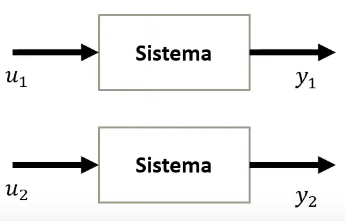 Sistema
u₁
y₁
Sistema
u₂
y₂